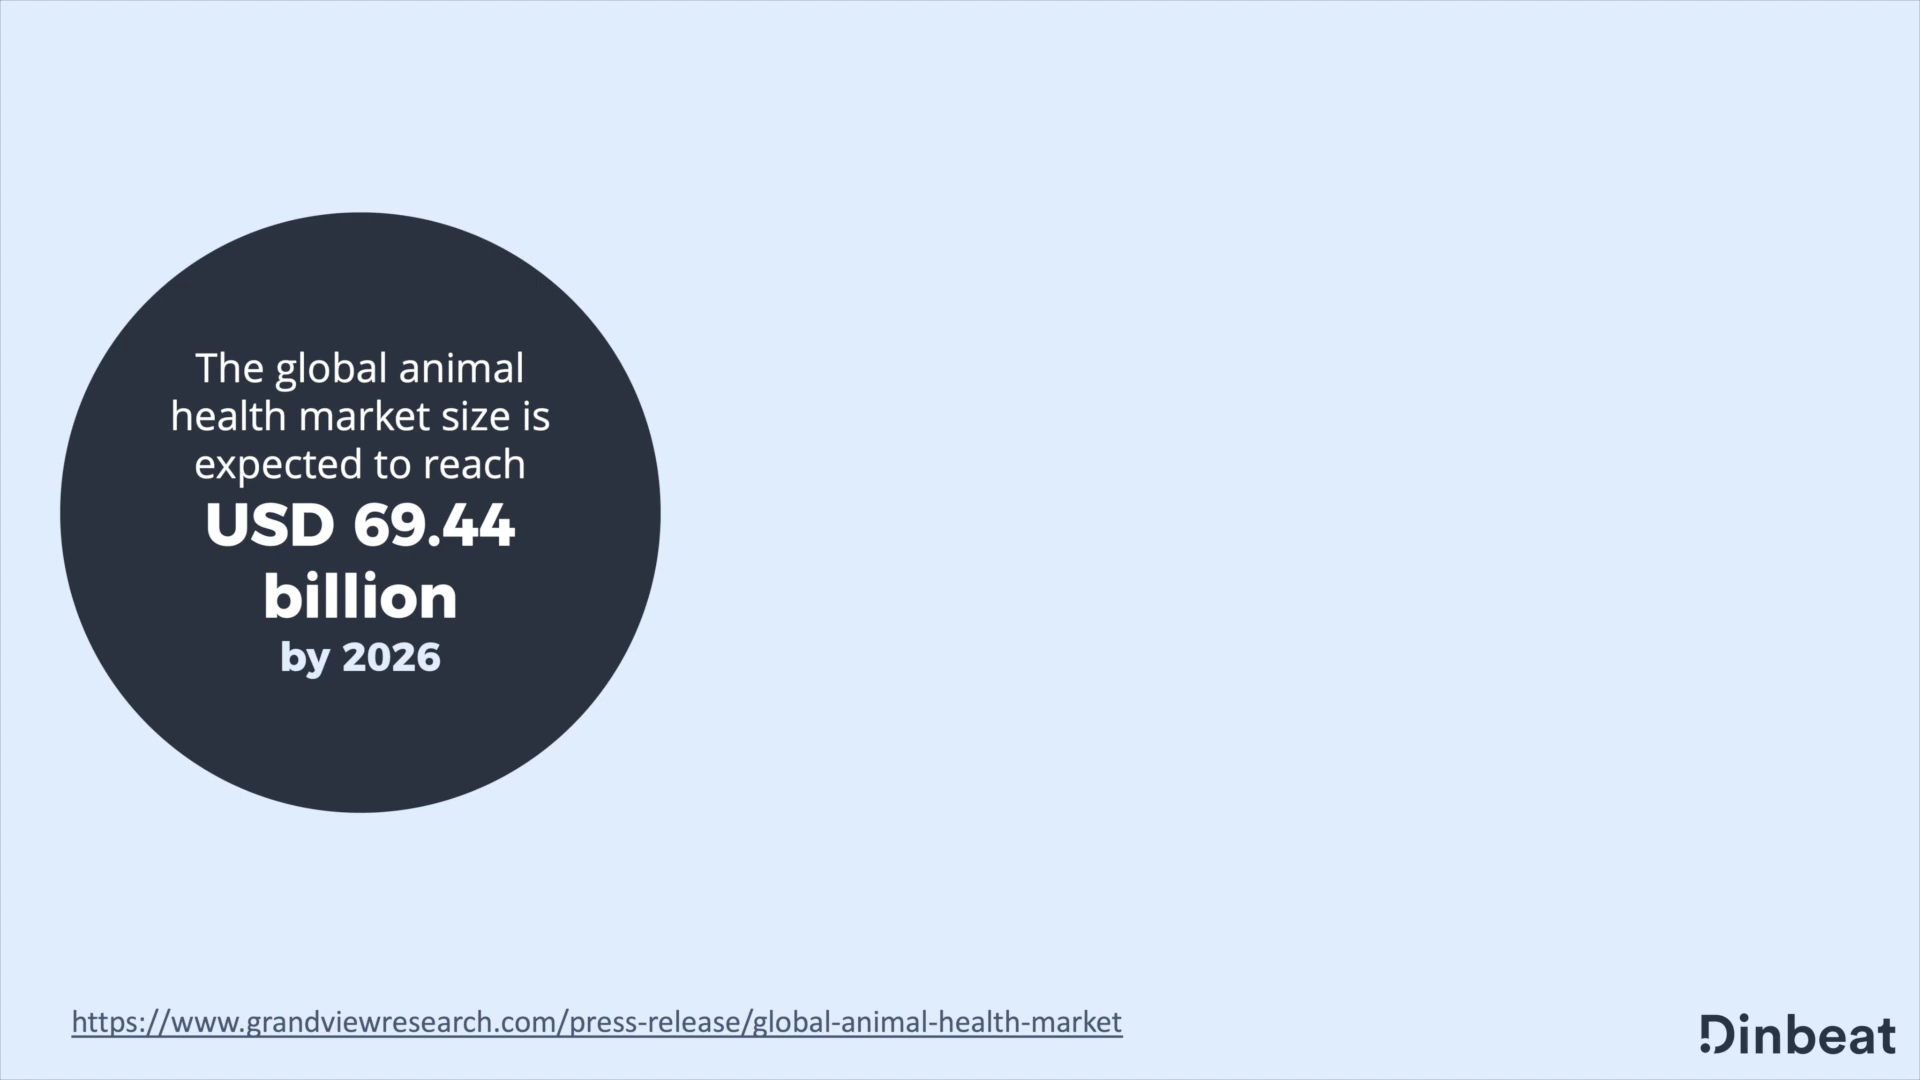 The global animal
health market size is
expected to reach
USD 69.44
billion
by 2026
https://www.grandviewresearch.com/press-release/global-animal-health-market
Dinbeat